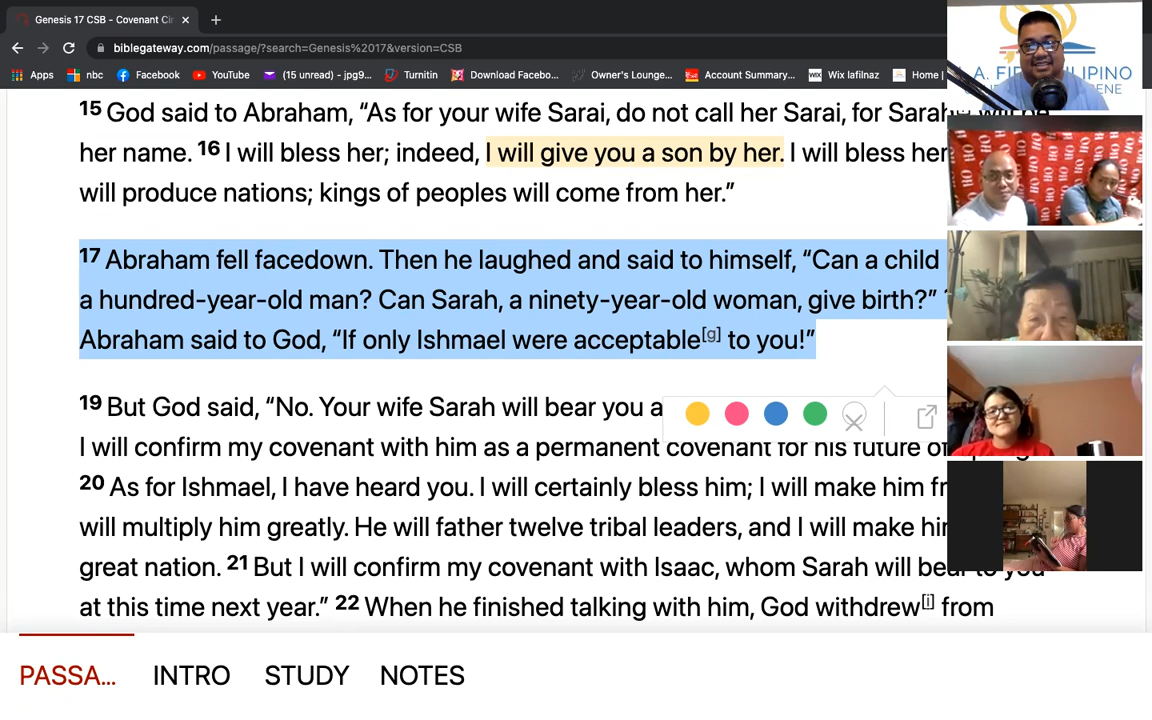 Genesis 17 CSB - Covenant Cir
biblegateway.com/passage/?search=Genesis%2017&version=CSB
Apps nbc Facebook YouTube (15 unread) - jpg9... Turnitin Download Facebo... Owner's Lounge... Account Summary... WIX Wix lafilnaz Home |
15 God said to Abraham, “As for your wife Sarai, do not call her Sarai, for Sarah will be
her name. 16 I will bless her; indeed, I will give you a son by her. I will bless her
will produce nations; kings of peoples will come from her.”
17 Abraham fell facedown. Then he laughed and said to himself, “Can a child
a hundred-year-old man? Can Sarah, a ninety-year-old woman, give birth?”
Abraham said to God, “If only Ishmael were acceptable[g] to you!”
19 But God said, “No. Your wife Sarah will bear you a
I will confirm my covenant with him as a permanent covenant for his future
20 As for Ishmael, I have heard you. I will certainly bless him; I will make him
will multiply him greatly. He will father twelve tribal leaders, and I will make
great nation. 21 But I will confirm my covenant with Isaac, whom Sarah will bear to you
at this time next year.” 22 When he finished talking with him, God withdrew[i] from
PASSA... INTRO STUDY NOTES